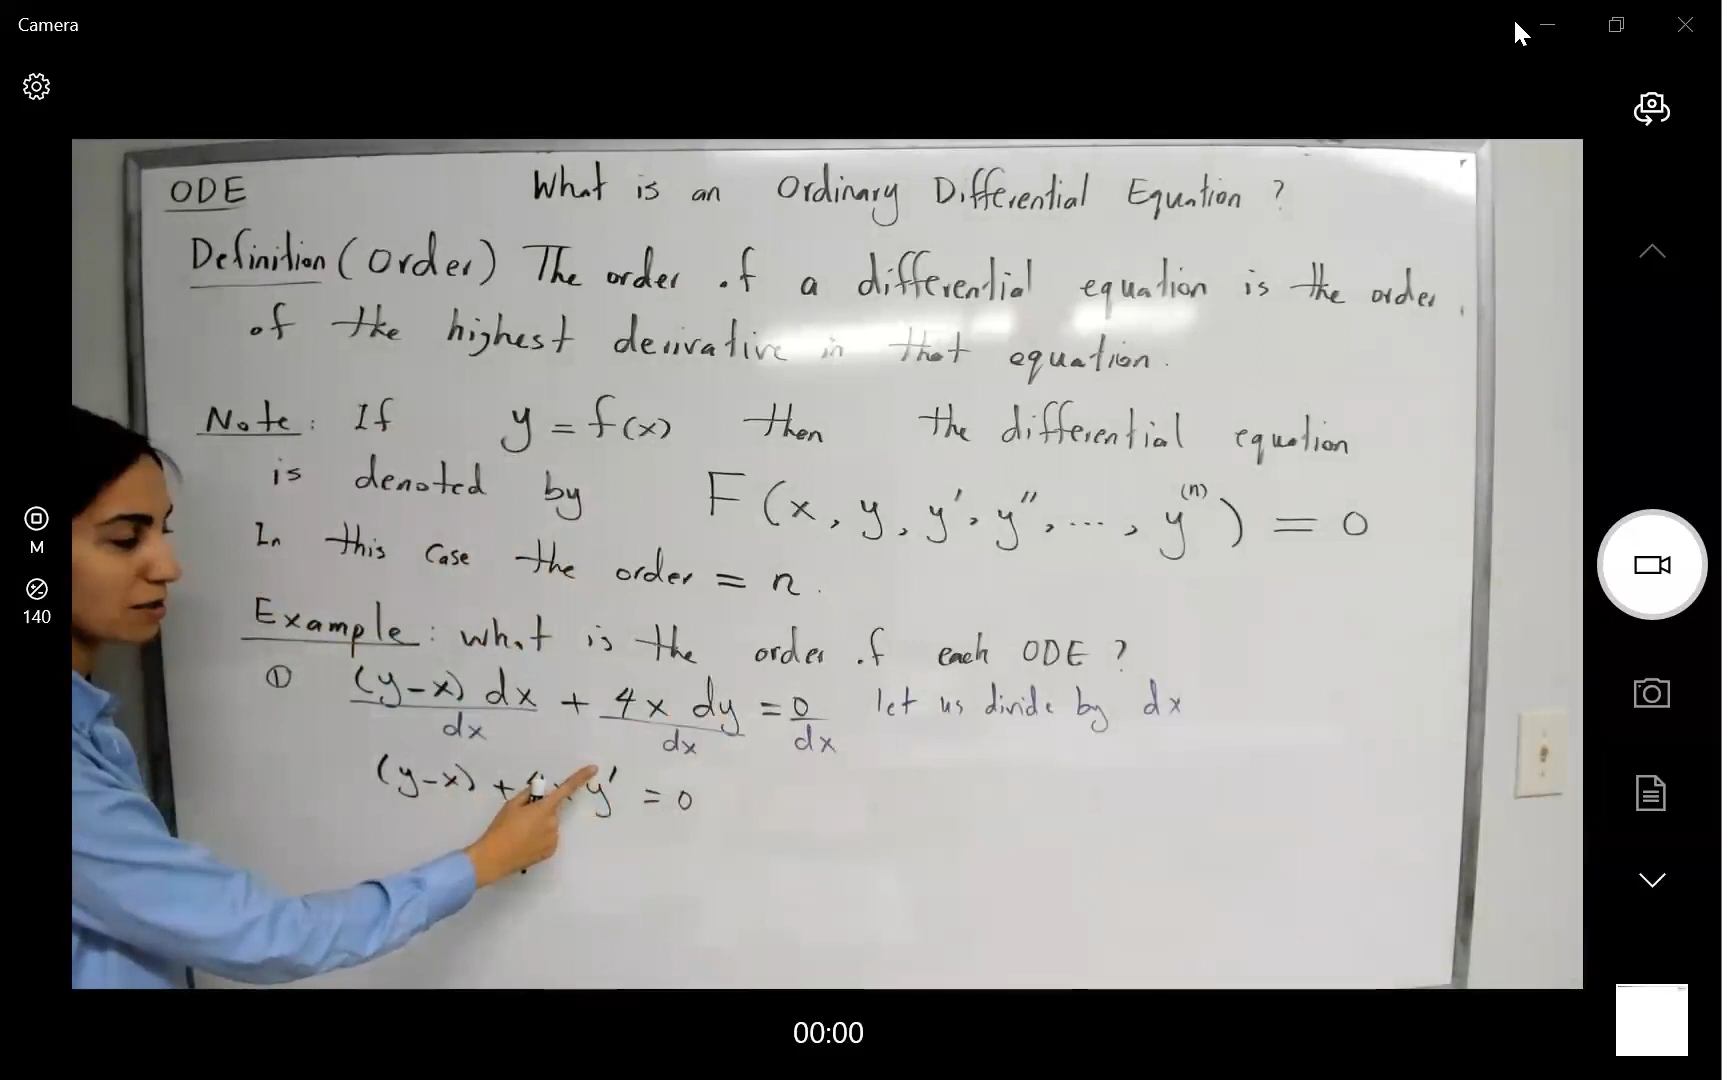 Camera
ODE What is an Ordinary Differential Equation ?
Definition (Order) The order of a differential equation is the order
of the highest derivative in that equation.
Note: If y = f(x) then the differential equation
is denoted by F(x, y, y', y'', ..., y^(n)) = 0
In this case the order = n.
Example: what is the order of each ODE ?
① (y-x) dx / dx + 4x dy / dx = 0 / dx let us divide by dx
(y-x) + y' = 0
M
140
00:00